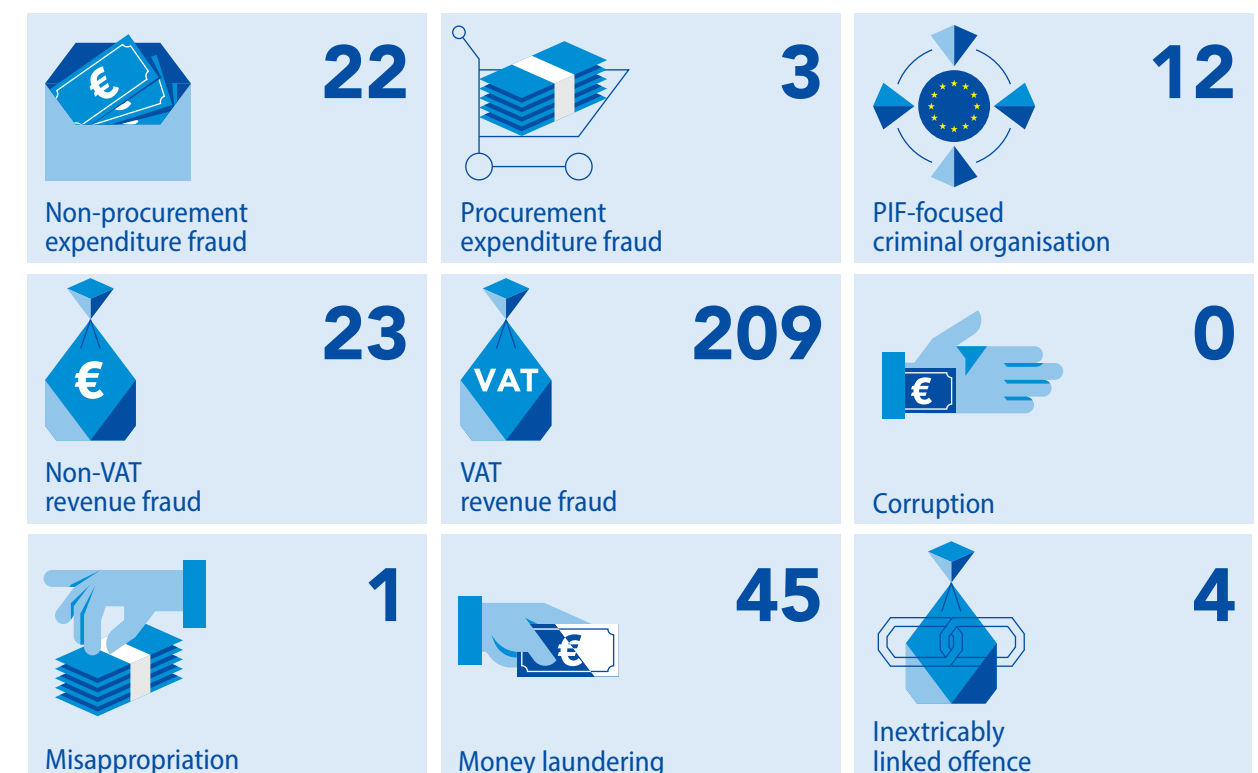 22
Non-procurement
expenditure fraud
3
Procurement
expenditure fraud
12
PIF-focused
criminal organisation
23
€
Non-VAT
revenue fraud
209
VAT
VAT
revenue fraud
0
€
Corruption
1
Misappropriation
45
€
Money laundering
4
Inextricably
linked offence